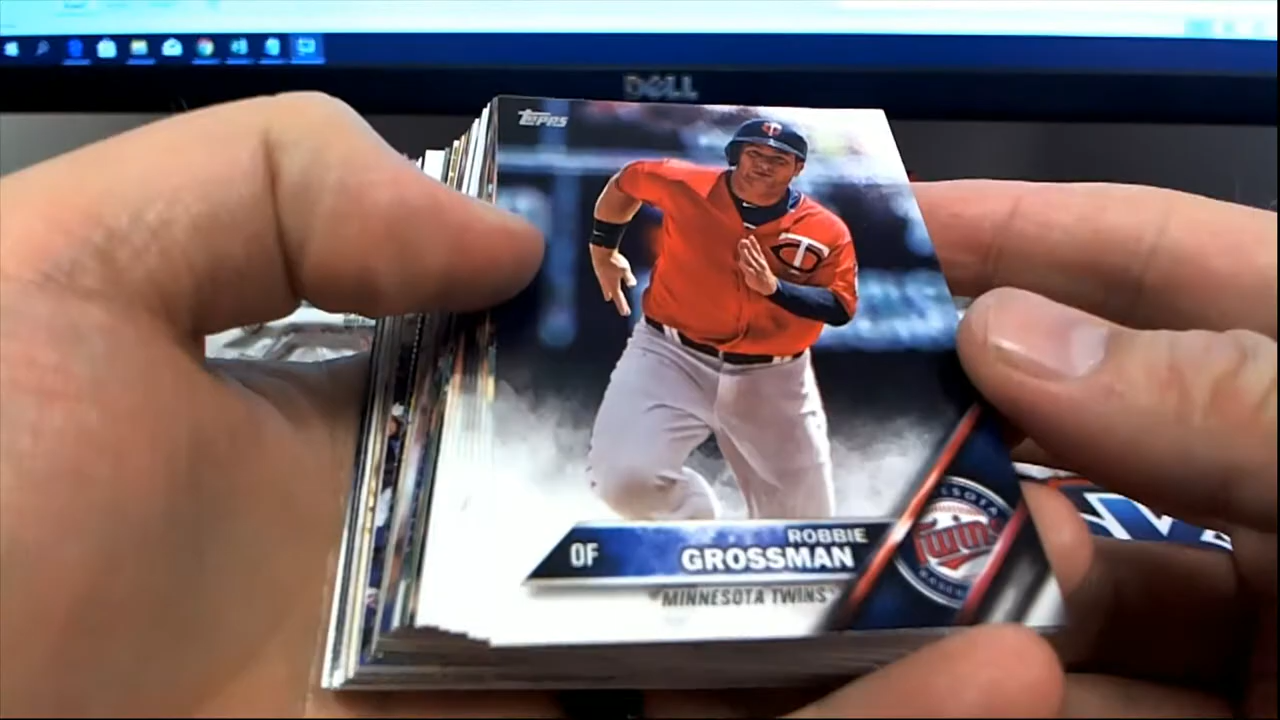 DELL
Topps
T
C
OF
ROBBIE
GROSSMAN
MINNESOTA TWINS
Twins